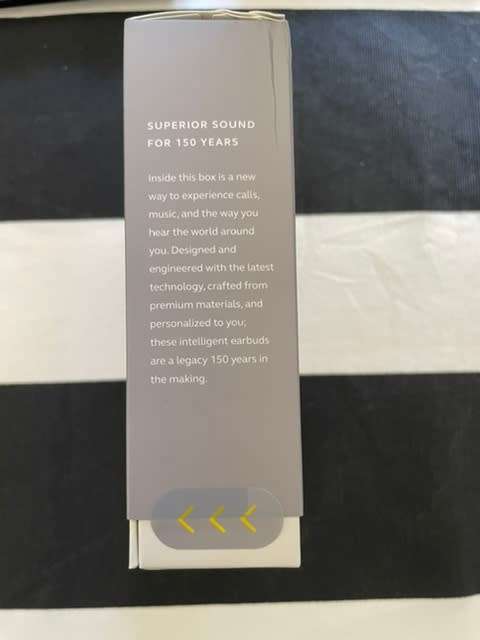 SUPERIOR SOUND
FOR 150 YEARS
Inside this box is a new
way to experience calls,
music, and the way you
hear the world around
you. Designed and
engineered with the latest
technology, crafted from
premium materials, and
personalized to you;
these intelligent earbuds
are a legacy 150 years in
the making.